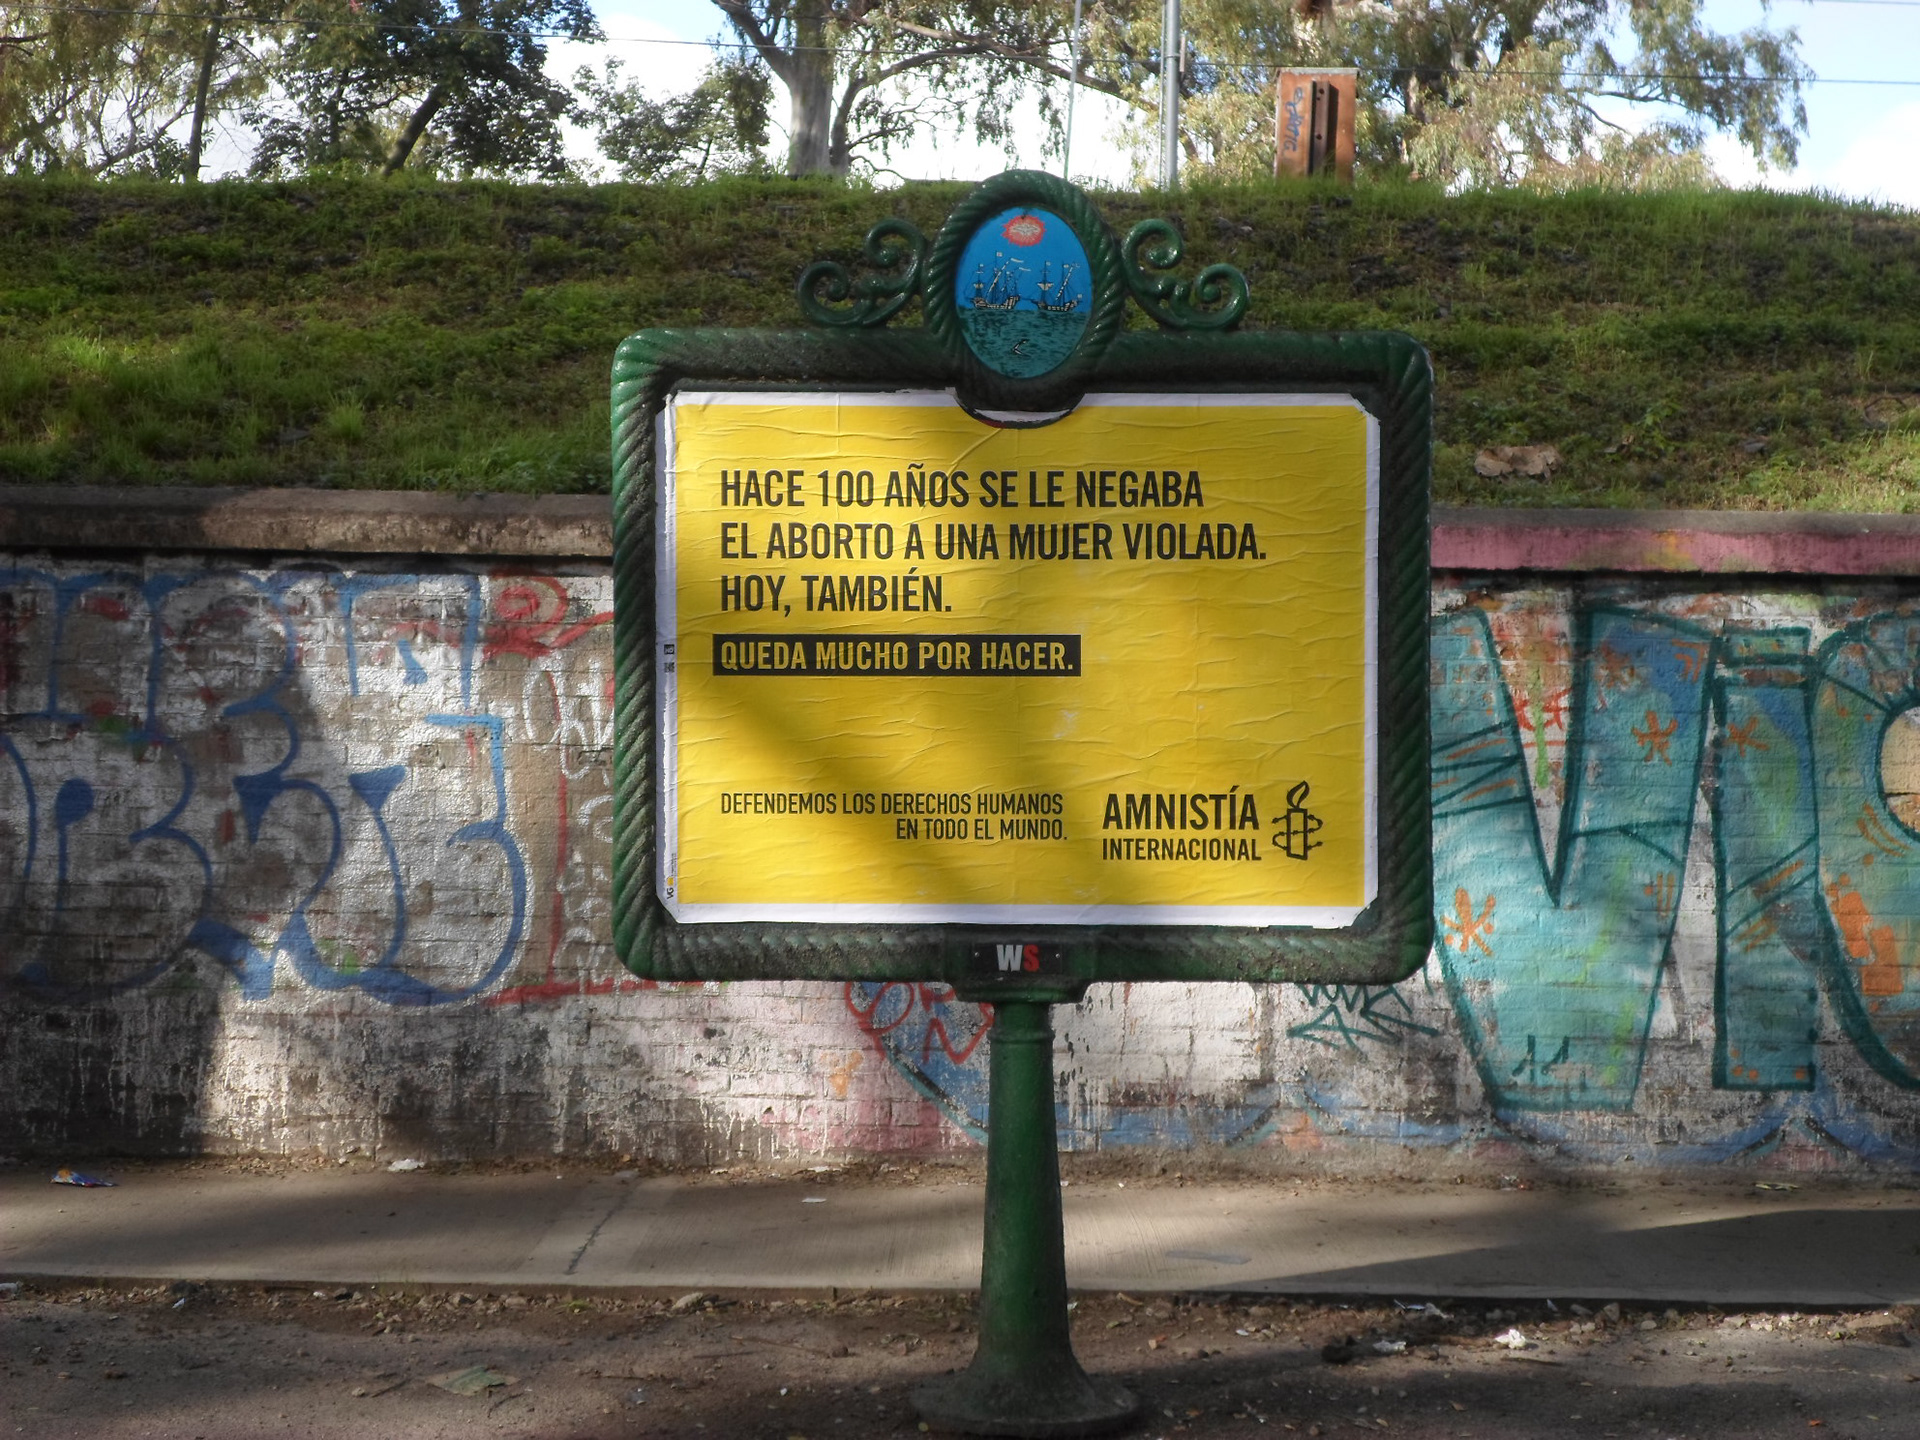 HACE 100 AÑOS SE LE NEGABA
EL ABORTO A UNA MUJER VIOLADA.
HOY, TAMBIÉN.
QUEDA MUCHO POR HACER.
DEFENDEMOS LOS DERECHOS HUMANOS
EN TODO EL MUNDO.
AMNISTÍA
INTERNACIONAL
WS